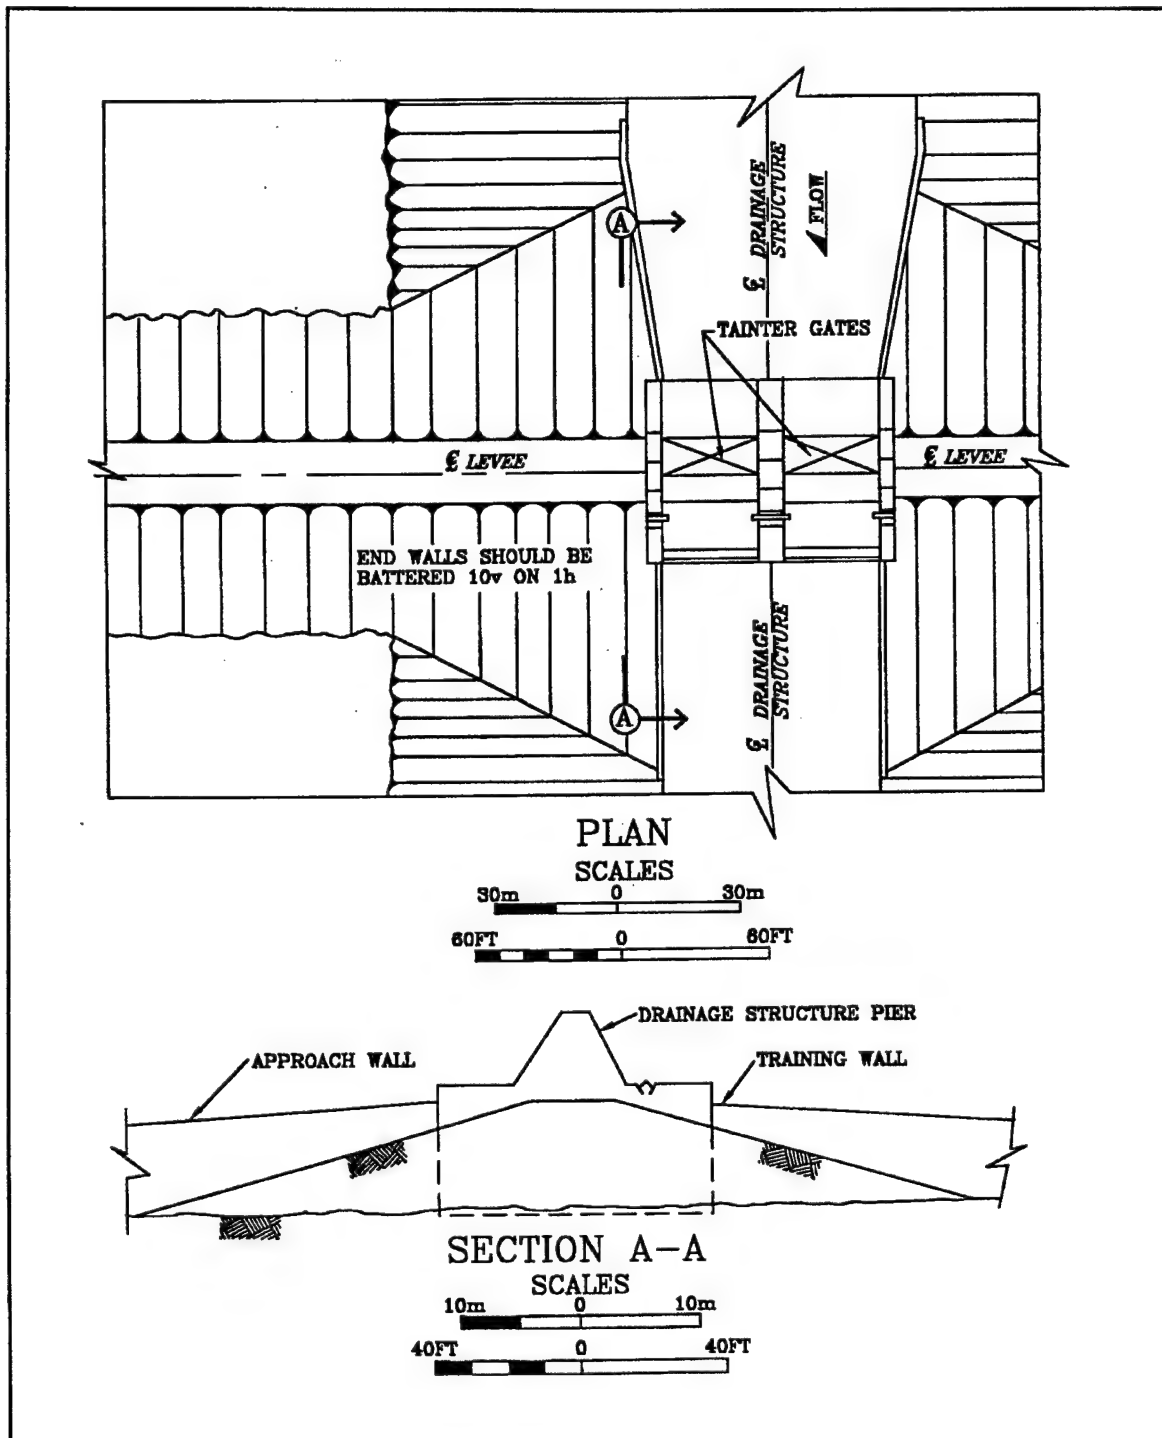 ℄ DRAINAGE
STRUCTURE
FLOW
A
TAINTER GATES
℄ LEVEE
℄ LEVEE
END WALLS SHOULD BE
BATTERED 10v ON 1h
℄ DRAINAGE
STRUCTURE
A
PLAN
SCALES
30m 0 30m
60FT 0 60FT
DRAINAGE STRUCTURE PIER
APPROACH WALL
TRAINING WALL
SECTION A-A
SCALES
10m 0 10m
40FT 0 40FT